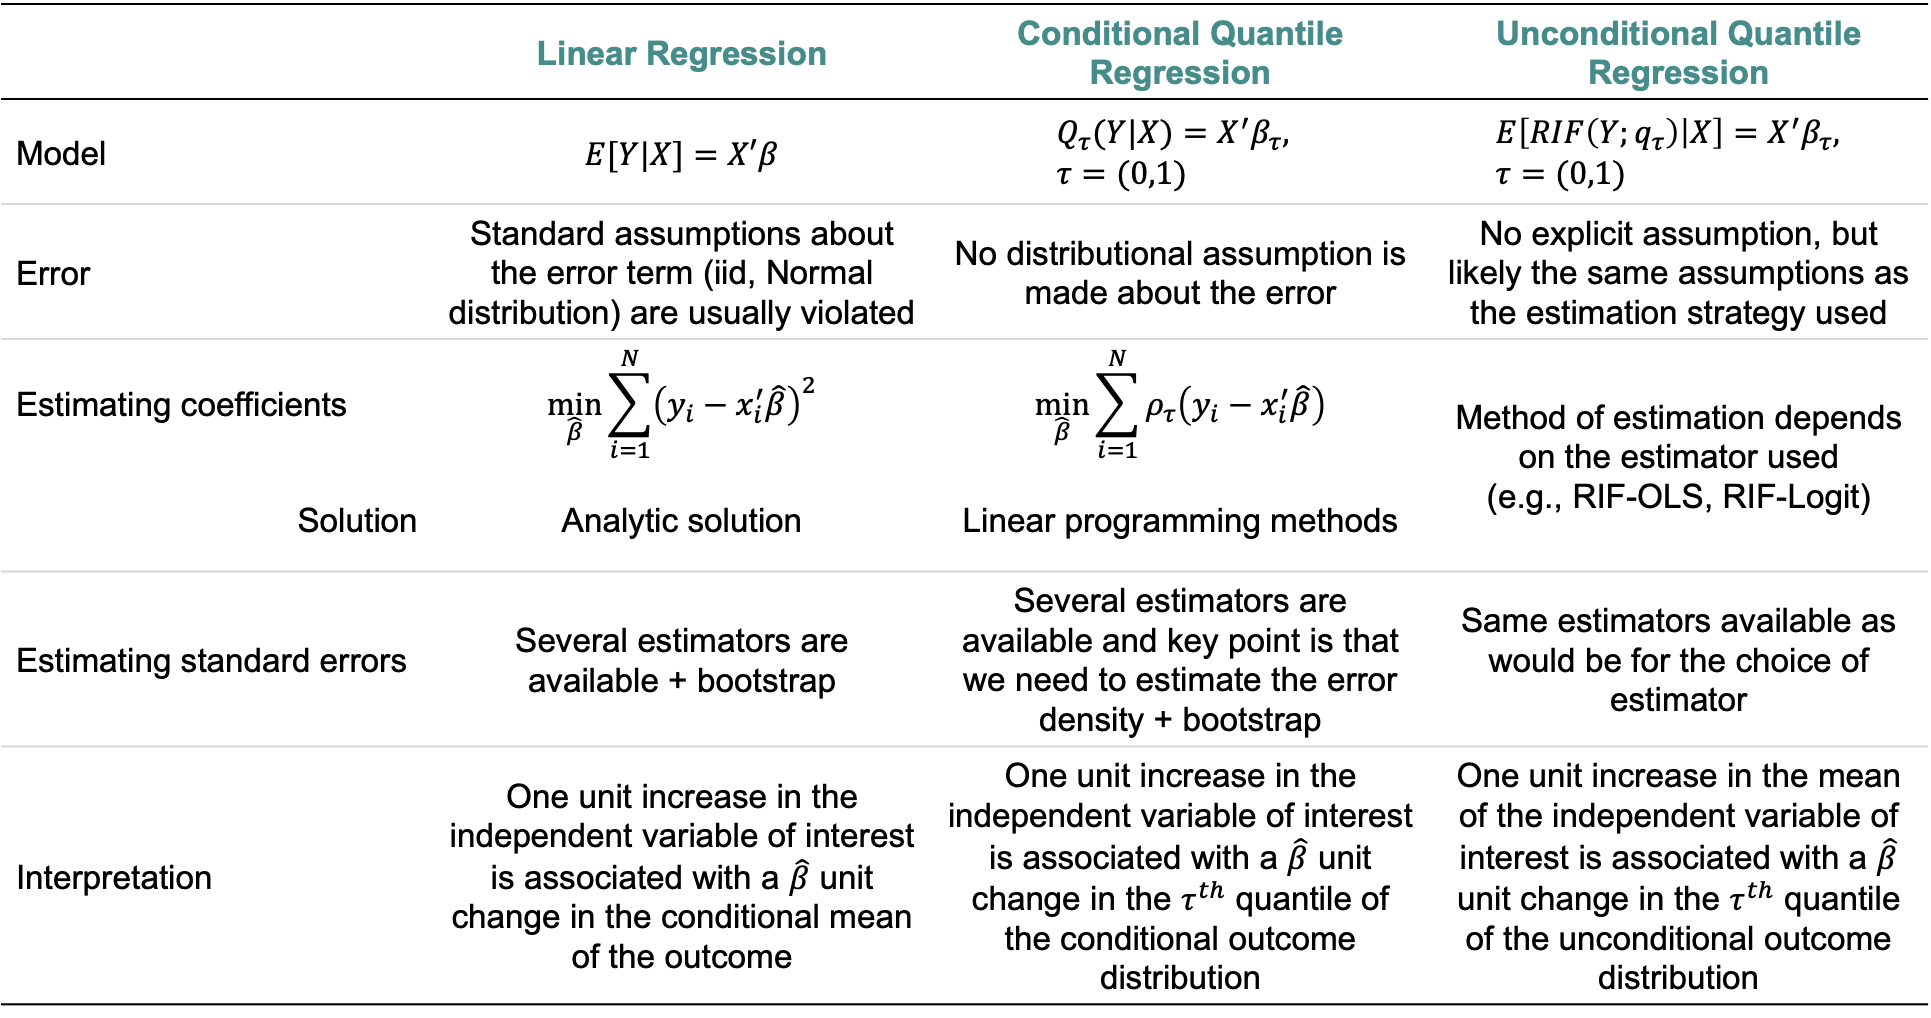 Linear Regression
Conditional Quantile
Regression
Unconditional Quantile
Regression
Model
E[Y|X] = X′β
Qτ(Y|X) = X′βτ,
τ = (0,1)
E[RIF(Y; qτ)|X] = X′βτ,
τ = (0,1)
Error
Standard assumptions about
the error term (iid, Normal
distribution) are usually violated
No distributional assumption is
made about the error
No explicit assumption, but
likely the same assumptions as
the estimation strategy used
Estimating coefficients
min_β̂ ∑_{i=1}^{N} (y_i − x_i′β̂)²
min_β̂ ∑_{i=1}^{N} ρτ(y_i − x_i′β̂)
Method of estimation depends
on the estimator used
(e.g., RIF-OLS, RIF-Logit)
Solution
Analytic solution
Linear programming methods
Estimating standard errors
Several estimators are
available + bootstrap
Several estimators are
available and key point is that
we need to estimate the error
density + bootstrap
Same estimators available as
would be for the choice of
estimator
Interpretation
One unit increase in the
independent variable of interest
is associated with a β̂ unit
change in the conditional mean
of the outcome
One unit increase in the
independent variable of interest
is associated with a β̂ unit
change in the τᵗʰ quantile of
the conditional outcome
distribution
One unit increase in the mean
of the independent variable of
interest is associated with a β̂
unit change in the τᵗʰ quantile
of the unconditional outcome
distribution